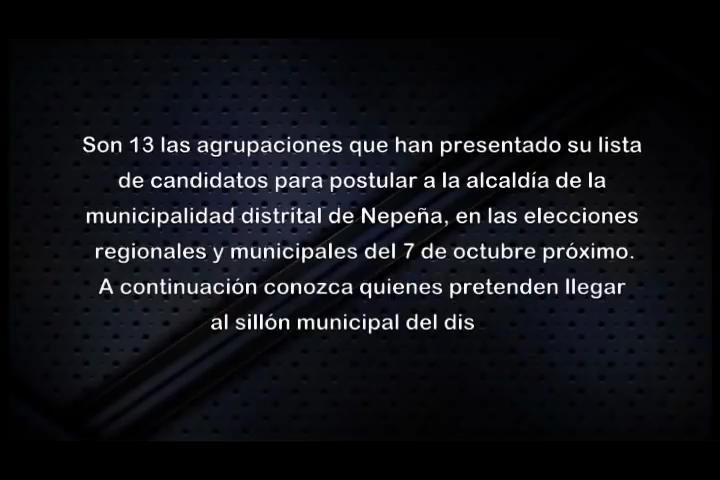 Son 13 las agrupaciones que han presentado su lista
de candidatos para postular a la alcaldía de la
municipalidad distrital de Nepeña, en las elecciones
regionales y municipales del 7 de octubre próximo.
A continuación conozca quienes pretenden llegar
al sillón municipal del dis